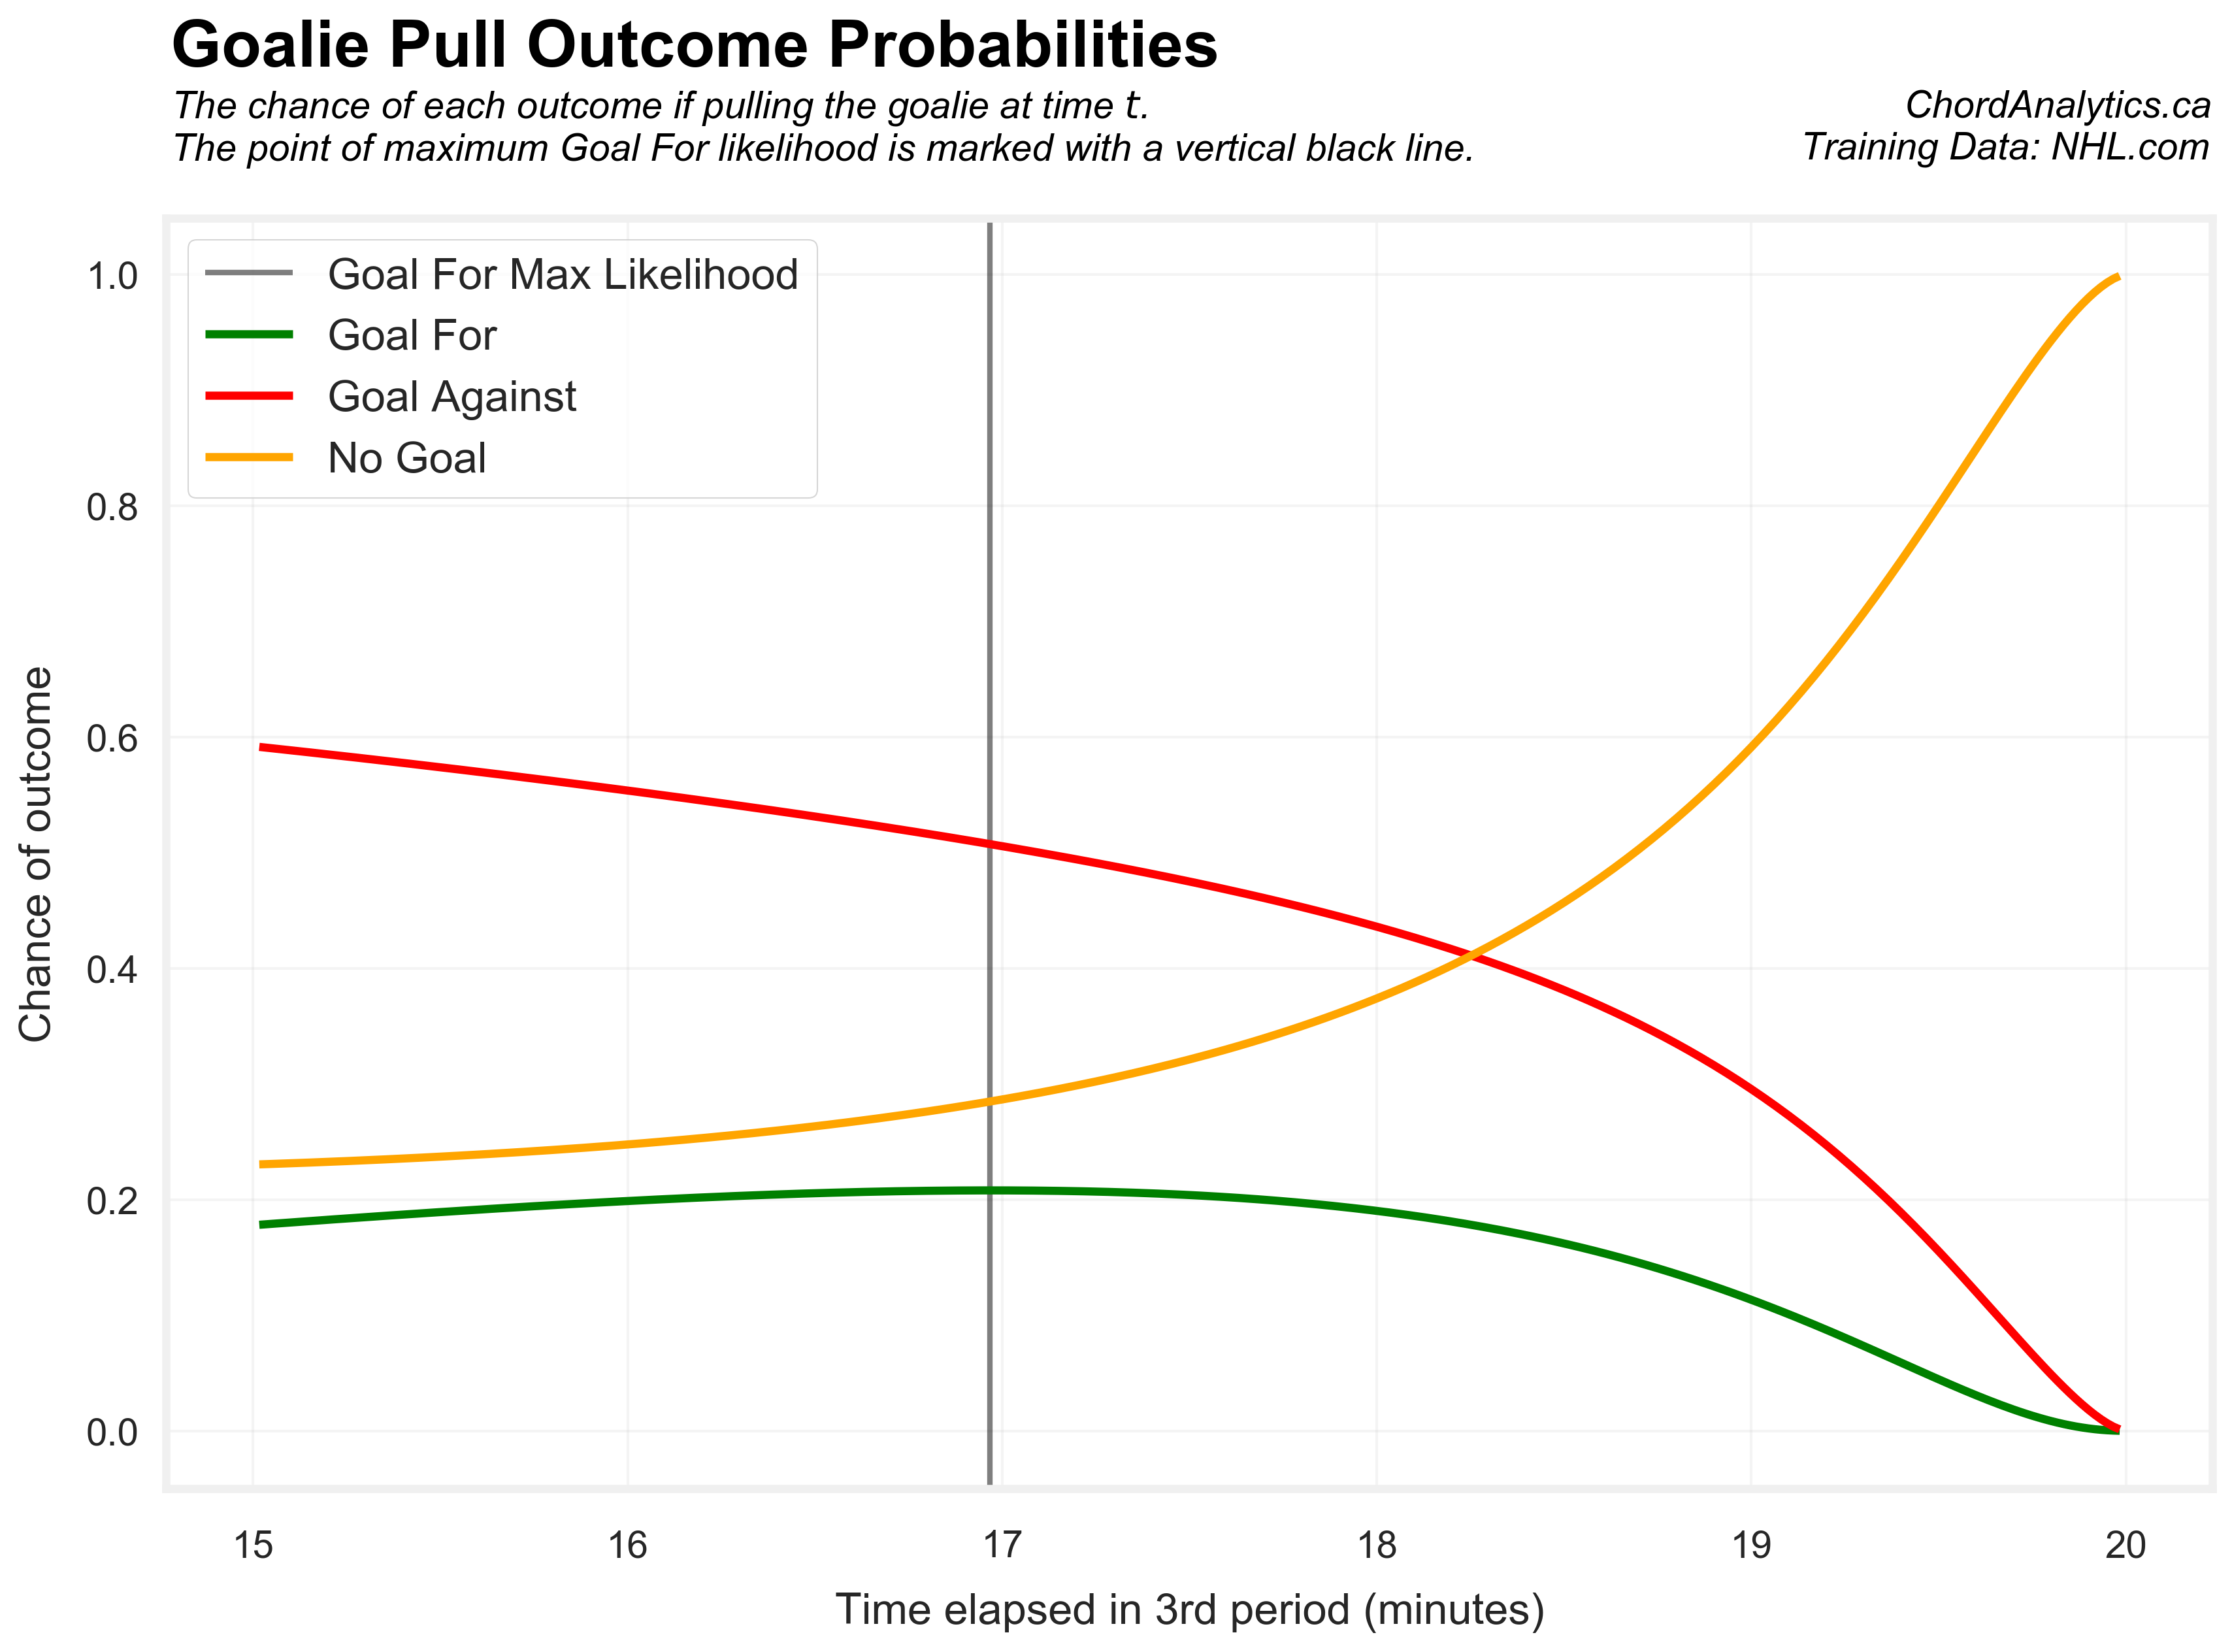 Goalie Pull Outcome Probabilities
The chance of each outcome if pulling the goalie at time t.
The point of maximum Goal For likelihood is marked with a vertical black line.
ChordAnalytics.ca
Training Data: NHL.com
Goal For Max Likelihood
Goal For
Goal Against
No Goal
1.0
0.8
0.6
0.4
0.2
0.0
Chance of outcome
15 16 17 18 19 20
Time elapsed in 3rd period (minutes)